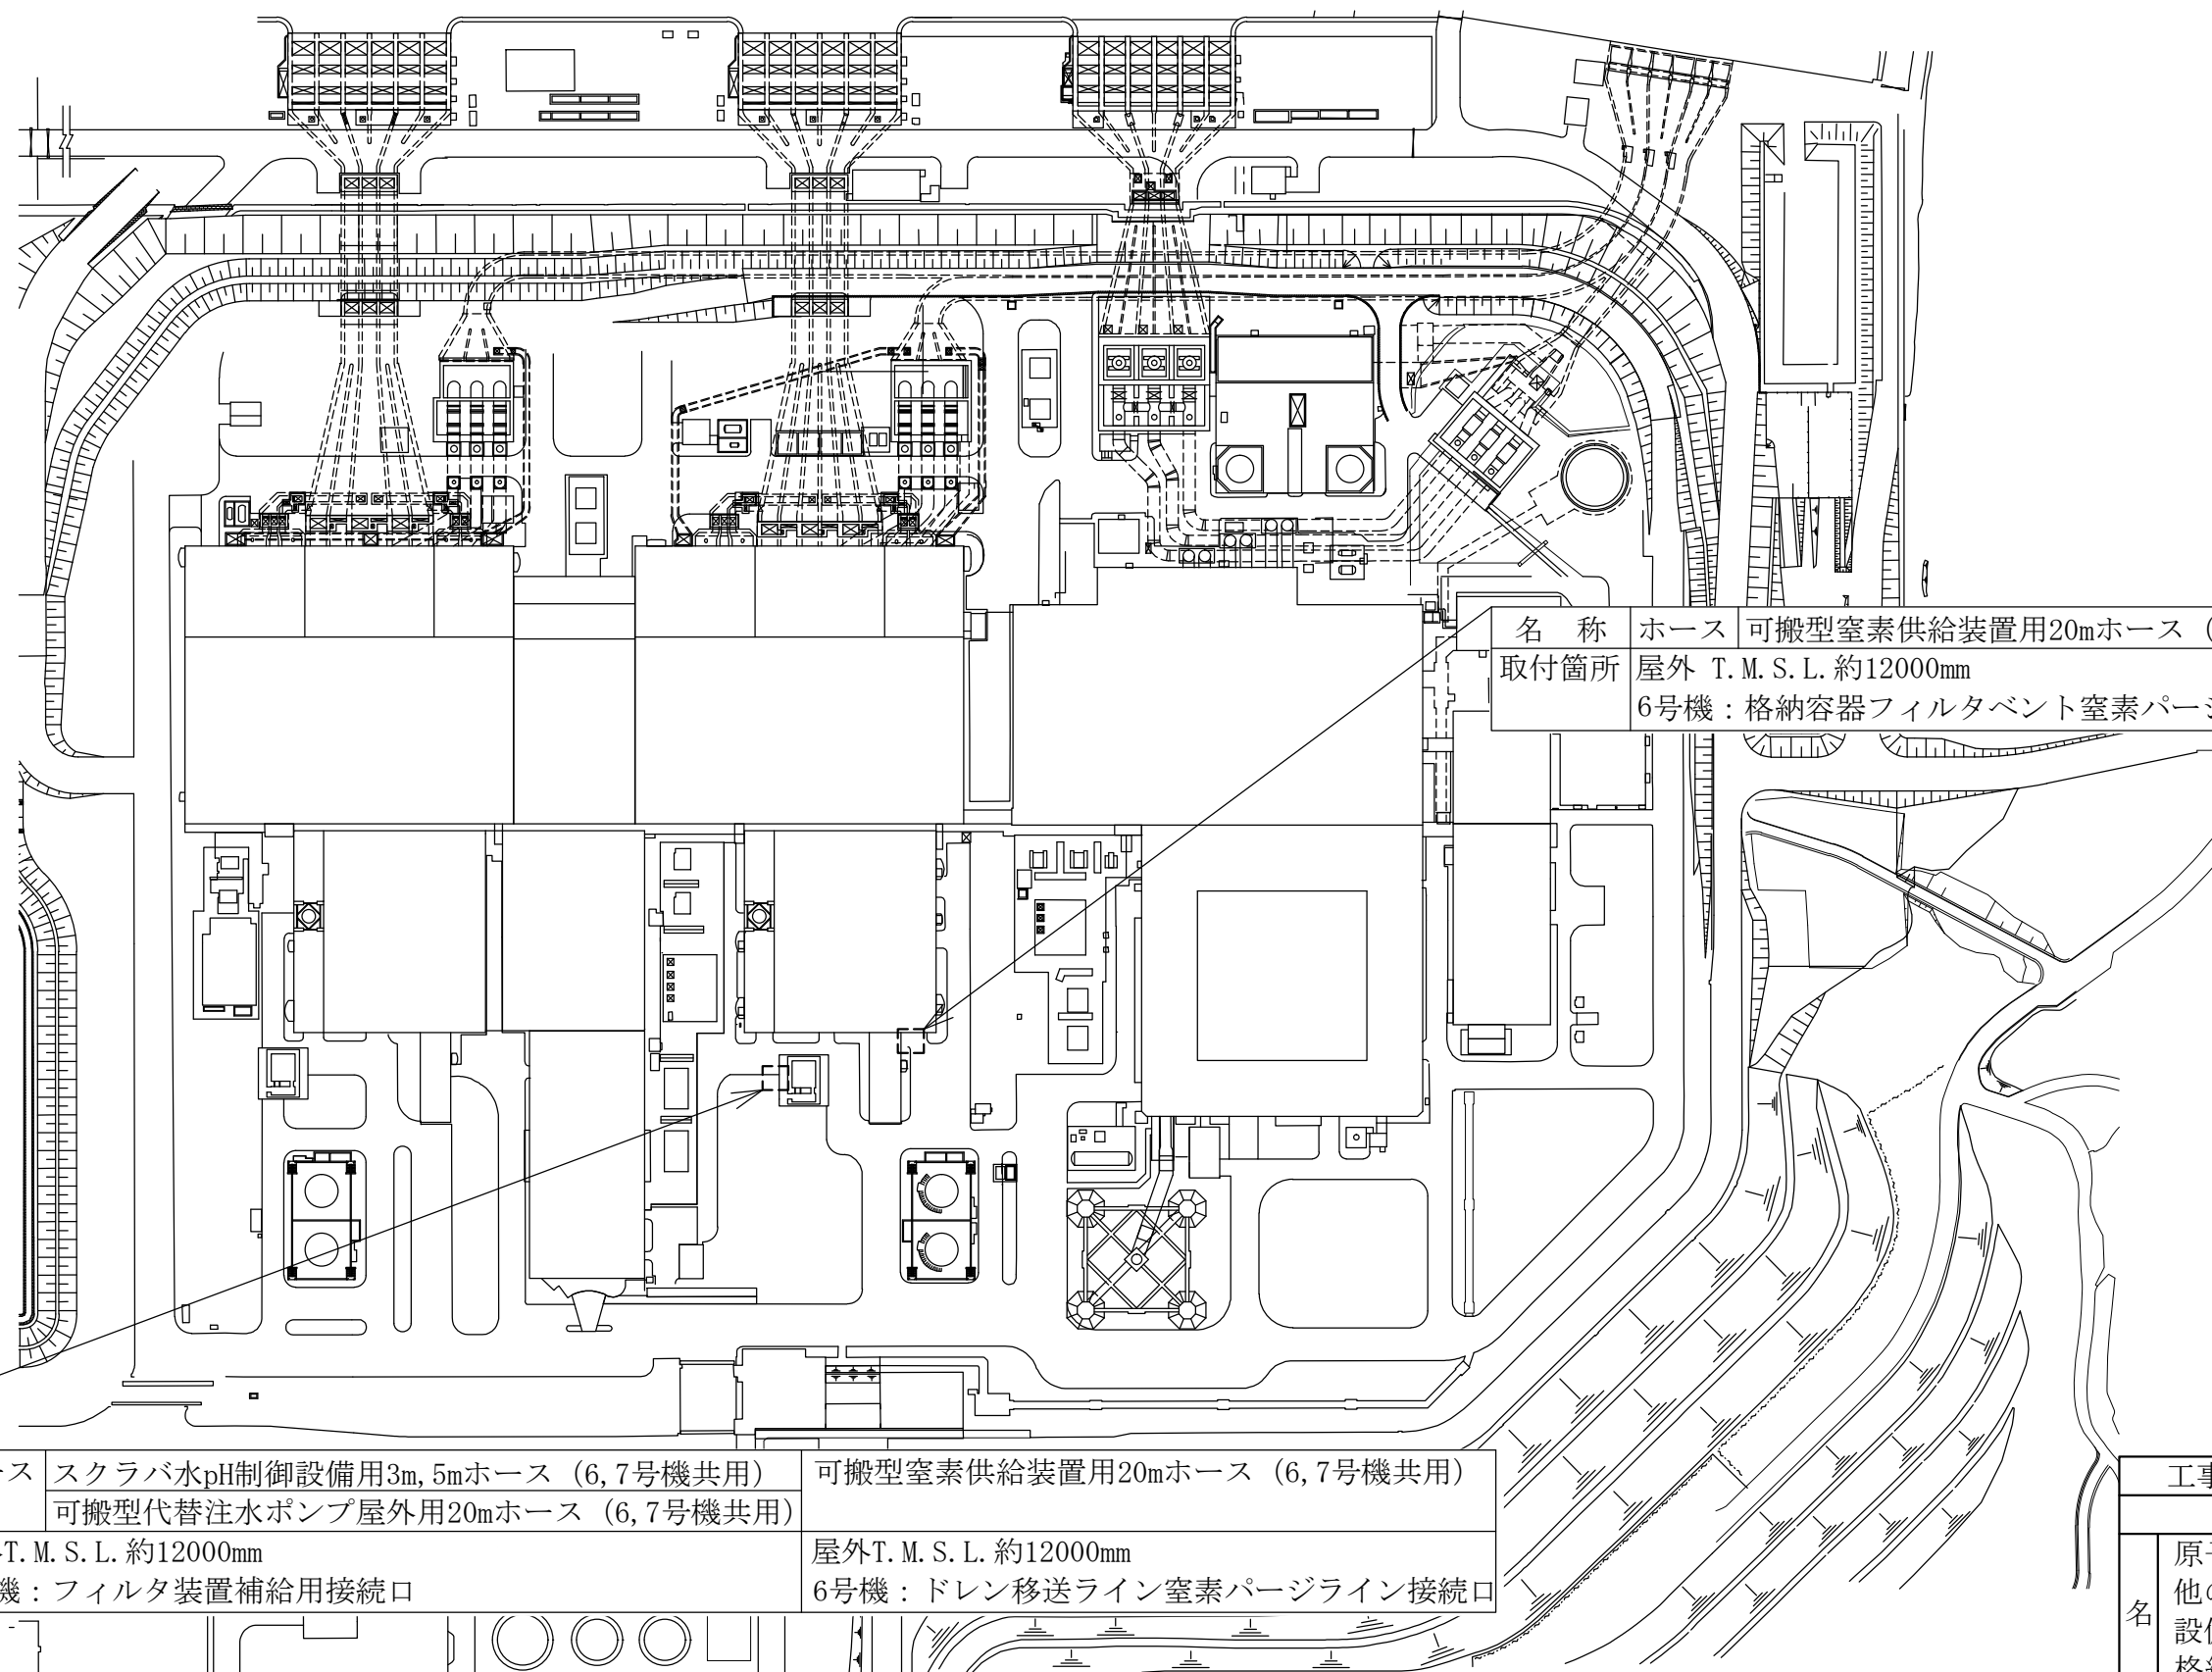 名 称 ホース 可搬型窒素供給装置用20mホース (
取付箇所 屋外 T.M.S.L.約12000mm
6号機：格納容器フィルタベント窒素パージ
ス スクラバ水pH制御設備用3m,5mホース (6,7号機共用) 可搬型窒素供給装置用20mホース (6,7号機共用)
可搬型代替注水ポンプ屋外用20mホース (6,7号機共用)
T.M.S.L.約12000mm 屋外T.M.S.L.約12000mm
機：フィルタ装置補給用接続口 6号機：ドレン移送ライン窒素パージライン接続口
工事
原子
他の
名 設備